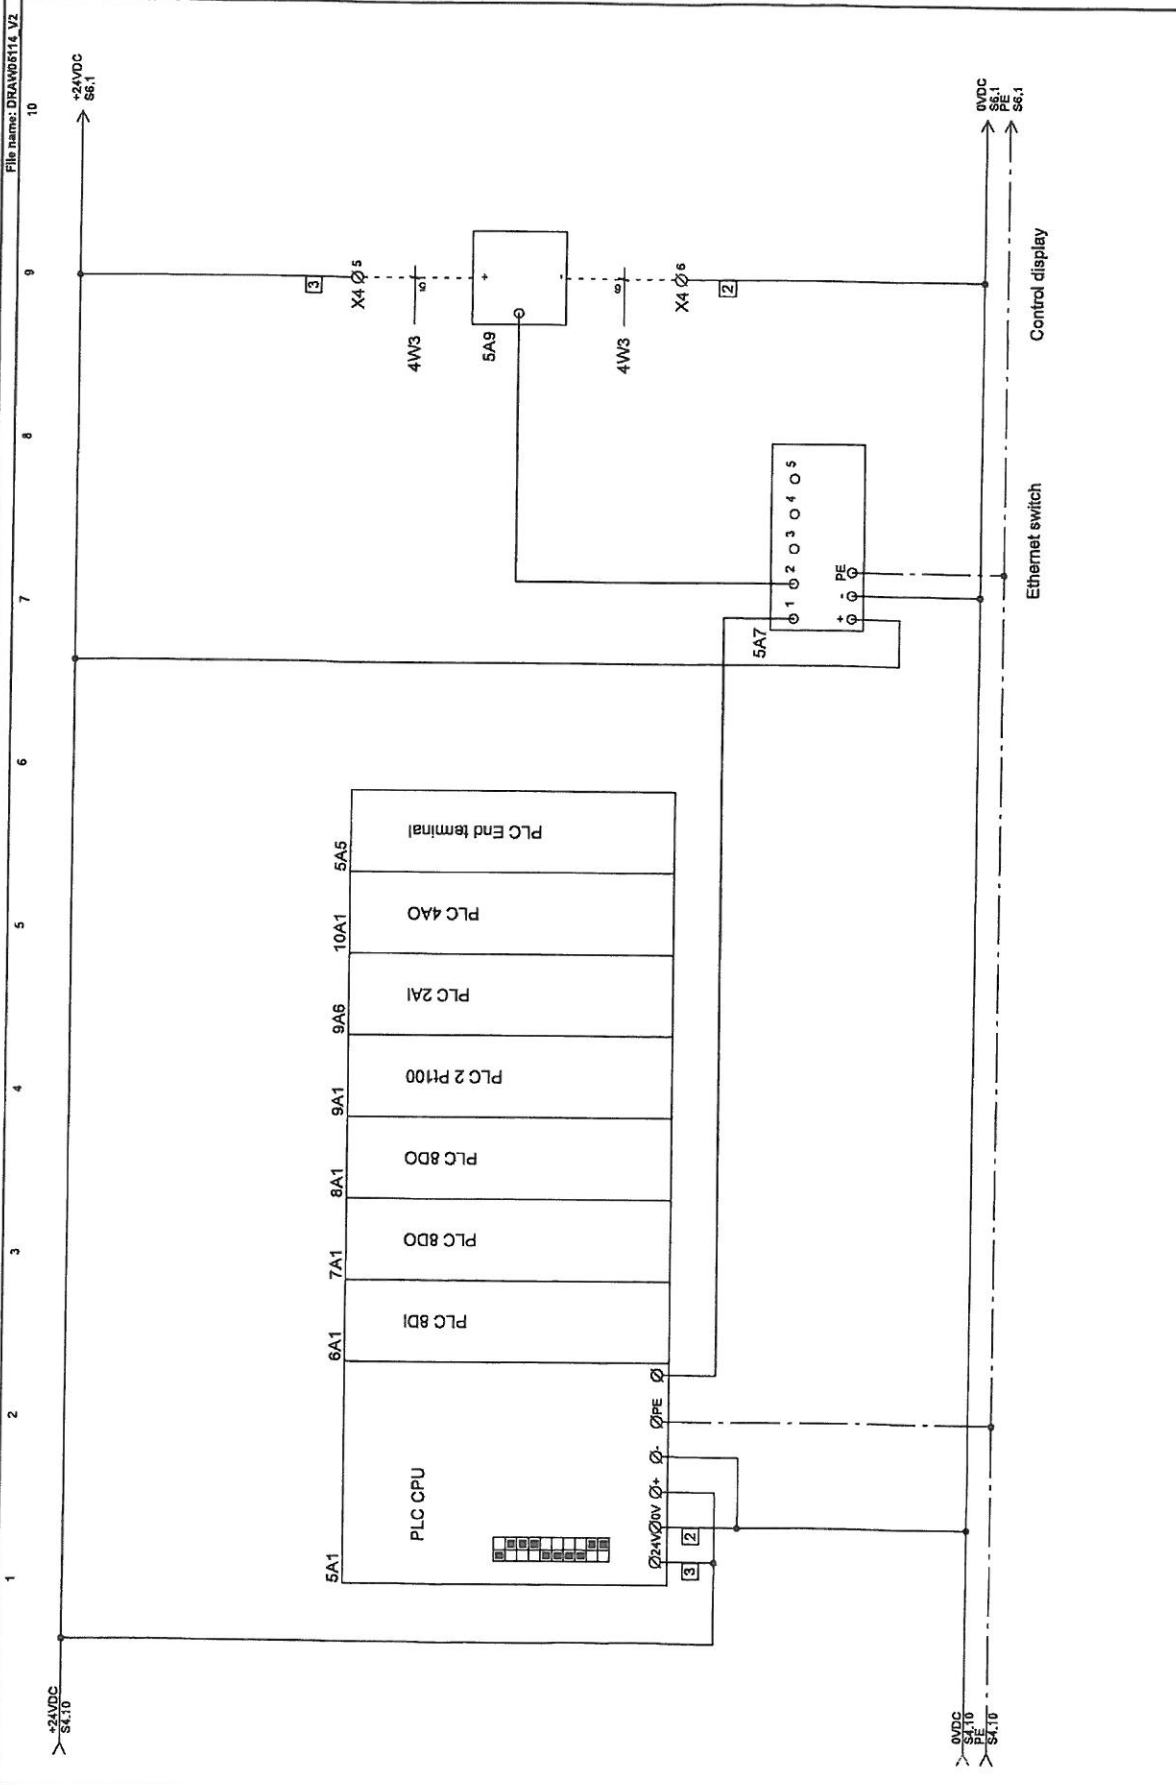 File name: DRAW05114_V2
1
2
3
4
5
6
7
8
9
10
+24VDC
S4.10
+24VDC
S6.1
5A1
PLC CPU
24V
0V
+
-
PE
3
2
6A1
PLC 8DI
7A1
PLC 8DO
8A1
PLC 8DO
9A1
PLC 2 Pt100
9A6
PLC 2AI
10A1
PLC 4AO
5A5
PLC End terminal
5A7
1
2
3
4
5
+
-
PE
3
X4
5
4W3
5
5A9
+
-
4W3
6
X4
6
2
0VDC
S4.10
PE
S4.10
0VDC
S6.1
PE
S6.1
Ethernet switch
Control display